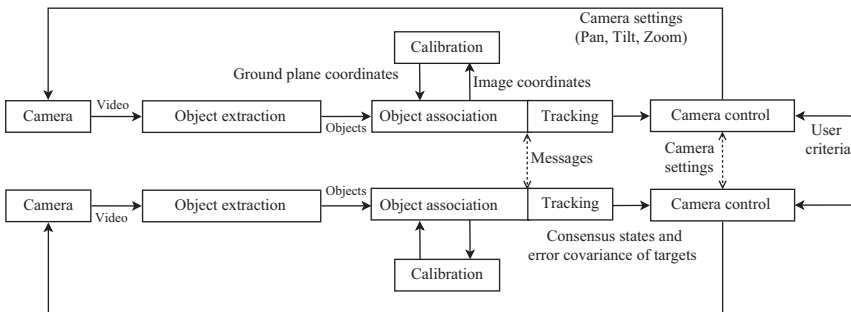 Camera settings
(Pan, Tilt, Zoom)
Calibration
Ground plane coordinates
Image coordinates
Camera
Video
Object extraction
Objects
Object association
Tracking
Camera control
Messages
Camera
settings
User
criteria
Camera
Video
Object extraction
Objects
Object association
Tracking
Camera control
Consensus states and
error covariance of targets
Calibration